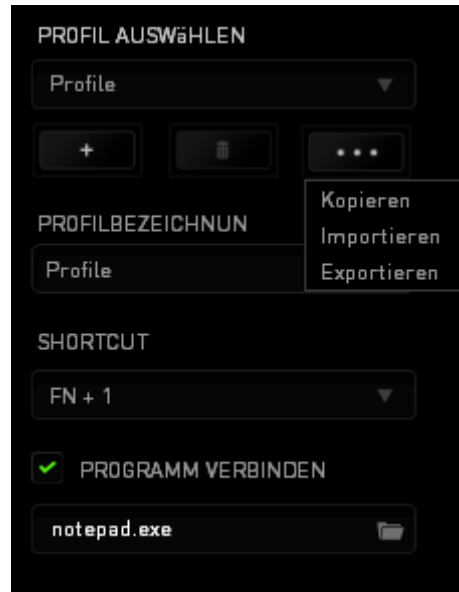 PROFIL AUSWäHLEN
Profile
+
•••
Kopieren
PROFILBEZEICHNUN
Importieren
Profile
Exportieren
SHORTCUT
FN + 1
PROGRAMM VERBINDEN
notepad.exe